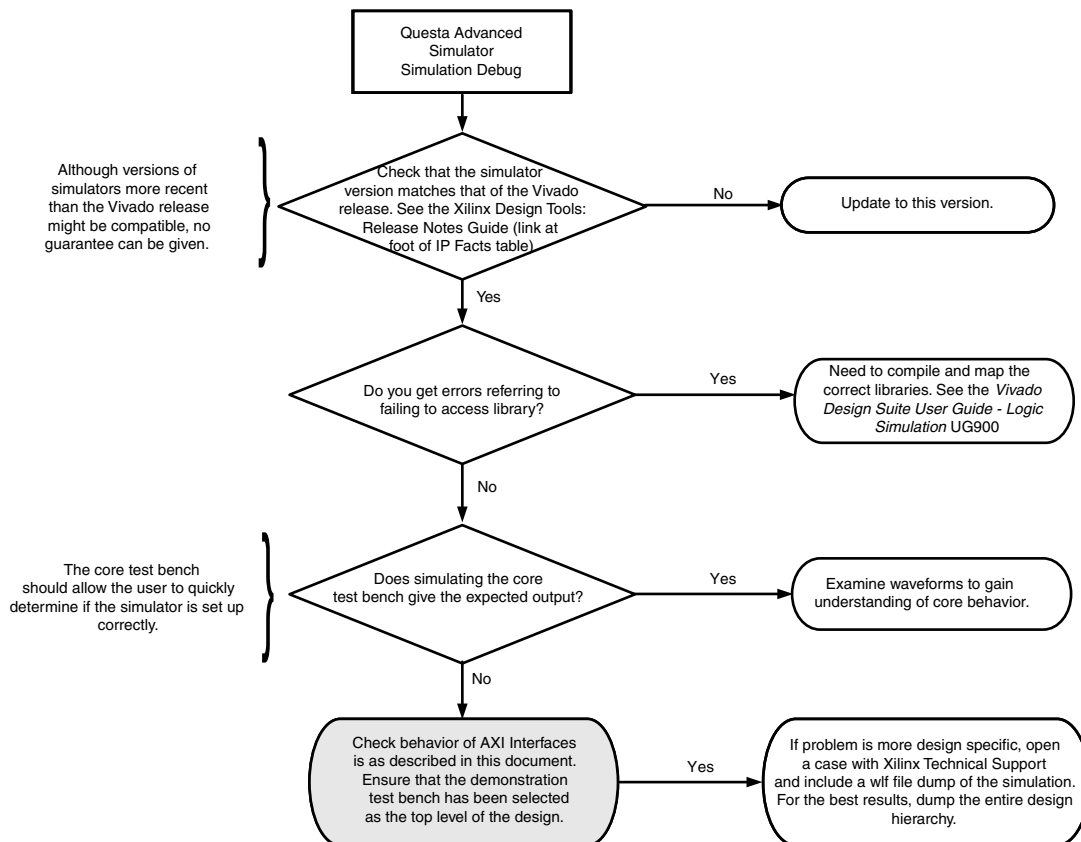 Questa Advanced
Simulator
Simulation Debug
Although versions of
simulators more recent
than the Vivado release
might be compatible, no
guarantee can be given.
Check that the simulator
version matches that of the Vivado
release. See the Xilinx Design Tools:
Release Notes Guide (link at
foot of IP Facts table)
No
Update to this version.
Yes
Do you get errors referring to
failing to access library?
Yes
Need to compile and map the
correct libraries. See the Vivado
Design Suite User Guide - Logic
Simulation UG900
No
The core test bench
should allow the user to quickly
determine if the simulator is set up
correctly.
Does simulating the core
test bench give the expected output?
Yes
Examine waveforms to gain
understanding of core behavior.
No
Check behavior of AXI Interfaces
is as described in this document.
Ensure that the demonstration
test bench has been selected
as the top level of the design.
Yes
If problem is more design specific, open
a case with Xilinx Technical Support
and include a wlf file dump of the simulation.
For the best results, dump the entire design
hierarchy.